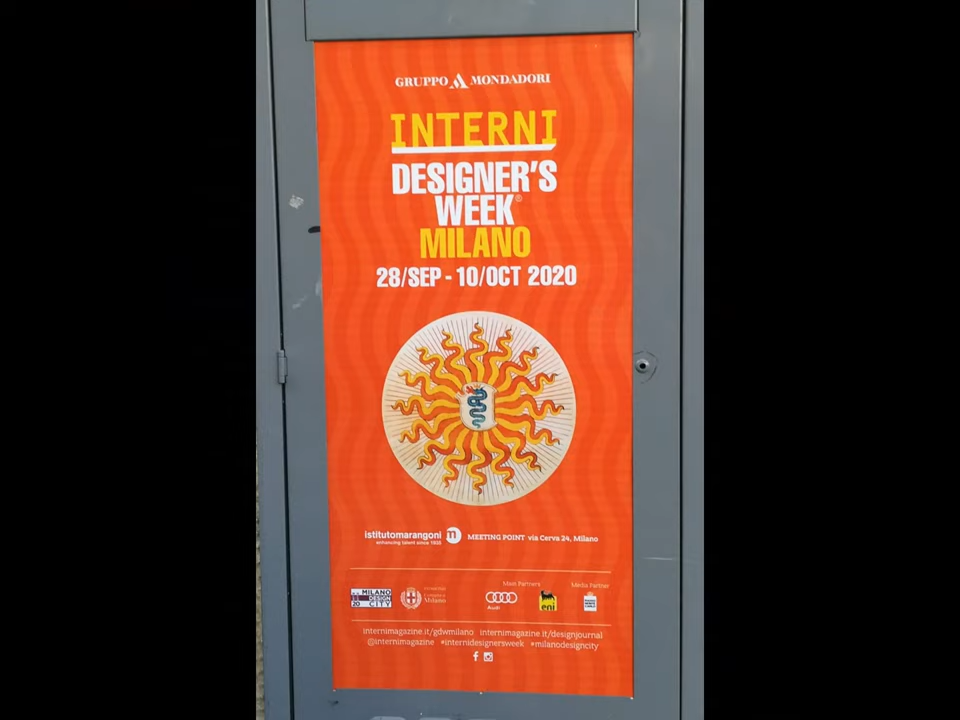 GRUPPO MONDADORI
INTERNI
DESIGNER'S
WEEK®
MILANO
28/SEP - 10/OCT 2020
istitutomarangoni m MEETING POINT via Cerva 24, Milano
enhancing talent since 1935
Main Partners Media Partner
MILANO
DESIGN
20 CITY
Comune di
Milano
Audi
eni
internimagazine.it/gdwmilano internimagazine.it/designjournal
@internimagazine #internidesignersweek #milanodesigncity